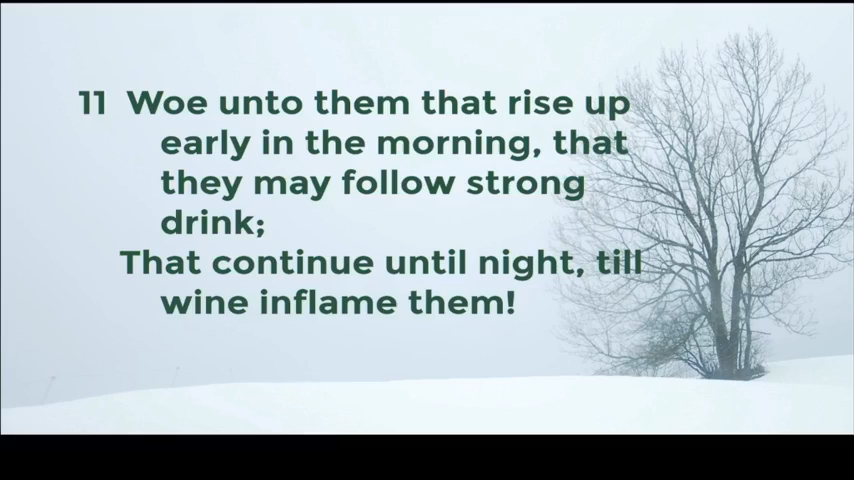 11 Woe unto them that rise up
early in the morning, that
they may follow strong
drink;
That continue until night, till
wine inflame them!